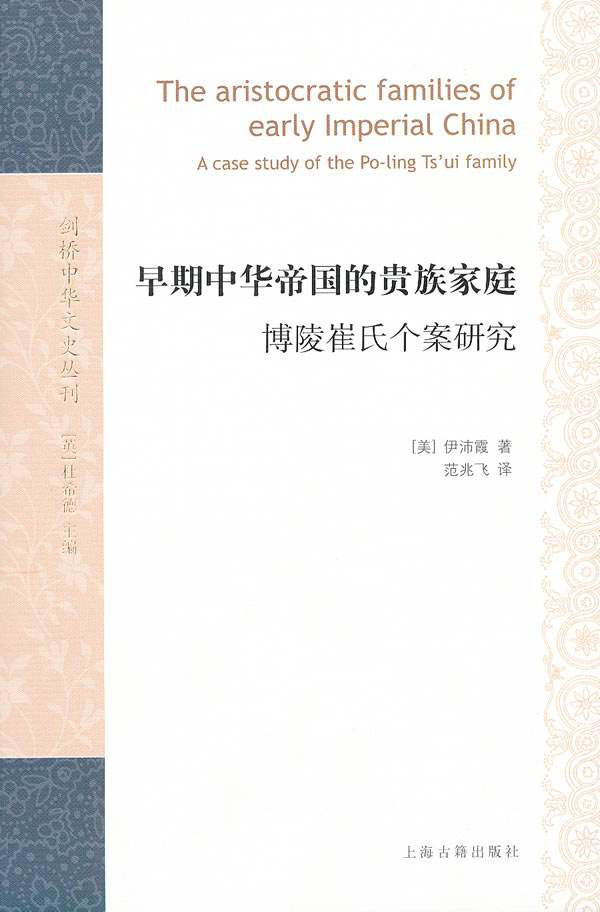 The aristocratic families of
early Imperial China
A case study of the Po-ling Ts'ui family
早期中华帝国的贵族家庭
博陵崔氏个案研究
[美] 伊沛霞 著
范兆飞 译
剑桥中华文史丛刊
[英] 杜希德 主编
上海古籍出版社